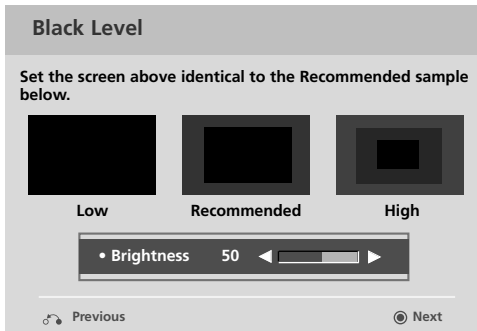 Black Level
Set the screen above identical to the Recommended sample
below.
Low Recommended High
• Brightness 50
Previous Next